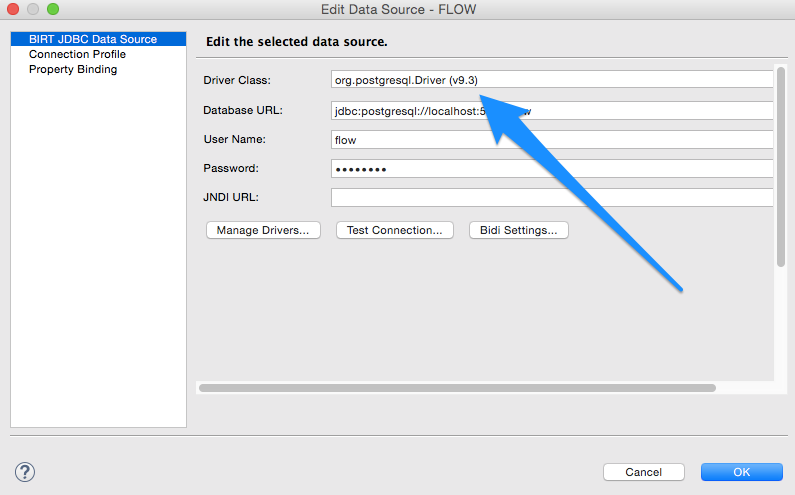 Edit Data Source - FLOW
BIRT JDBC Data Source
Connection Profile
Property Binding
Edit the selected data source.
Driver Class: org.postgresql.Driver (v9.3)
Database URL: jdbc:postgresql://localhost:5
User Name: flow
Password: ••••••••
JNDI URL:
Manage Drivers... Test Connection... Bidi Settings...
?
Cancel OK